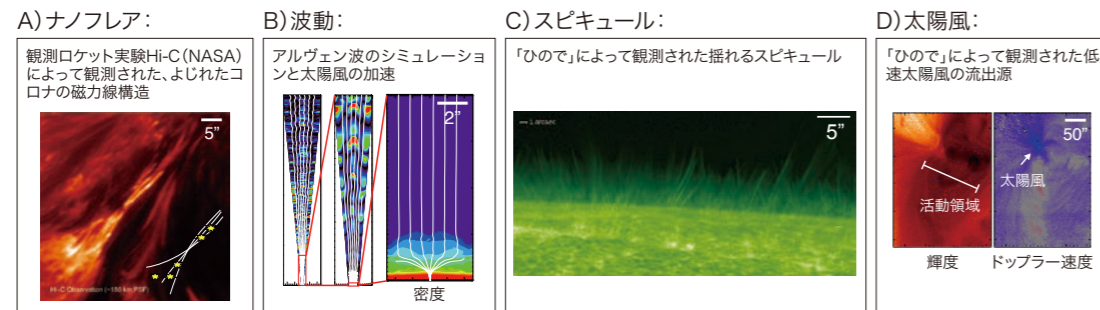 A）ナノフレア：
観測ロケット実験Hi-C（NASA）
によって観測された、よじれたコ
ロナの磁力線構造
5”
Hi-C Observation (~150 km PSF)
B）波動：
アルヴェン波のシミュレーショ
ンと太陽風の加速
2”
密度
C）スピキュール：
「ひので」によって観測された揺れるスピキュール
1 arcsec
5”
D）太陽風：
「ひので」によって観測された低
速太陽風の流出源
50”
太陽風
活動領域
輝度
ドップラー速度